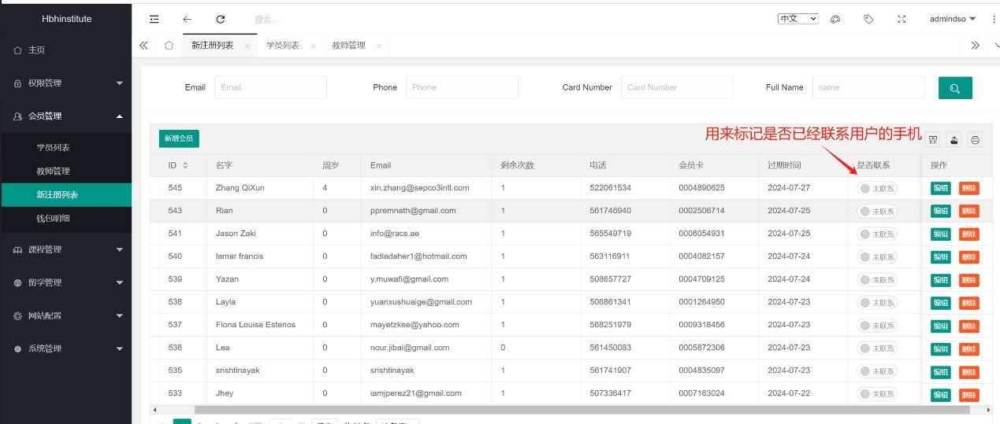 Hbhinstitute
搜索...
中文
admindso
主页
权限管理
会员管理
学员列表
教师管理
新注册列表
钱包明细
课程管理
留学管理
网站配置
系统管理
新注册列表 × 学员列表 × 教师管理 ×
Email Email Phone Phone Card Number Card Number Full Name name
新增会员
用来标记是否已经联系用户的手机
ID 名字 周岁 Email 剩余次数 电话 会员卡 过期时间 是否联系 操作
545 Zhang QiXun 4 xin.zhang@sepco3intl.com 1 522061534 0004890625 2024-07-27 未联系 编辑 删除
543 Rian 0 ppremnath@gmail.com 1 561746940 0002506714 2024-07-25 未联系 编辑 删除
541 Jason Zaki 0 info@racs.ae 1 565549719 0006054931 2024-07-25 未联系 编辑 删除
540 lamar francis 0 fadiadaher1@hotmail.com 1 563116911 0004082157 2024-07-24 未联系 编辑 删除
539 Yazan 0 y.muwafi@gmail.com 1 508657727 0004709125 2024-07-24 未联系 编辑 删除
538 Layla 0 yuanxushuaige@gmail.com 1 506861341 0001264950 2024-07-23 未联系 编辑 删除
537 Fiona Louise Estenos 0 mayetzkee@yahoo.com 1 568251979 0009318456 2024-07-23 未联系 编辑 删除
536 Lea 0 nour.jibai@gmail.com 0 561450083 0005872306 2024-07-23 未联系 编辑 删除
535 srishtinayak 0 srishtinayak 1 561741907 0004835097 2024-07-23 未联系 编辑 删除
533 Jhey 0 iamjperez21@gmail.com 1 507336417 0007163024 2024-07-22 未联系 编辑 删除